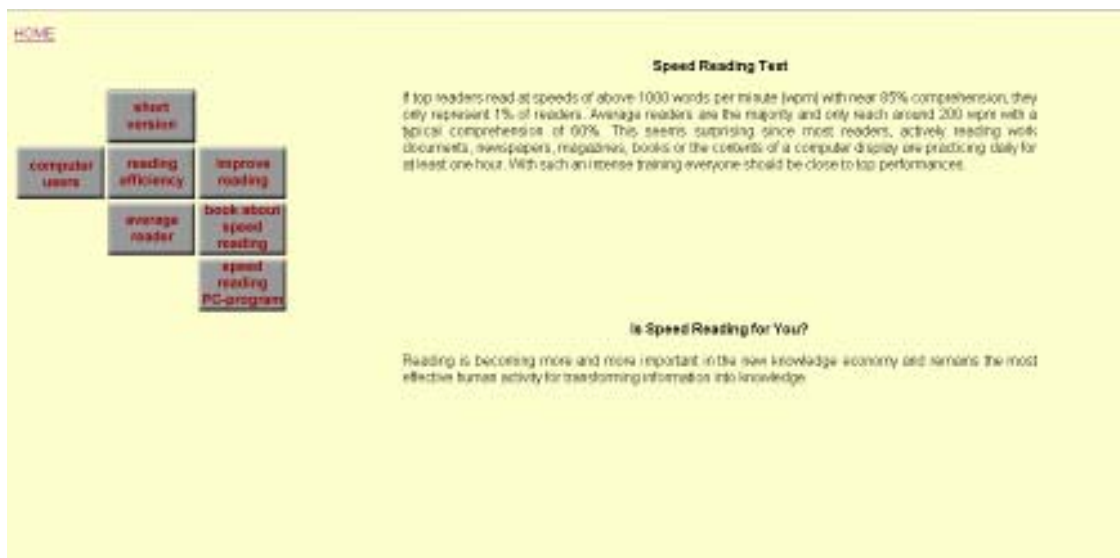 HOME
short
version
computer
users
reading
efficiency
improve
reading
average
reader
book about
speed
reading
speed
reading
PC-program
Speed Reading Test
If top readers read at speeds of above 1000 words per minute (wpm) with near 85% comprehension, they
only represent 1% of readers. Average readers are the majority and only reach around 200 wpm with a
typical comprehension of 60%. This seems surprising since most readers, actively reading work
documents, newspapers, magazines, books or the contents of a computer display are practicing daily for
at least one hour. With such an intense training everyone should be close to top performances.
Is Speed Reading for You?
Reading is becoming more and more important in the new knowledge economy and remains the most
effective human activity for transforming information into knowledge.